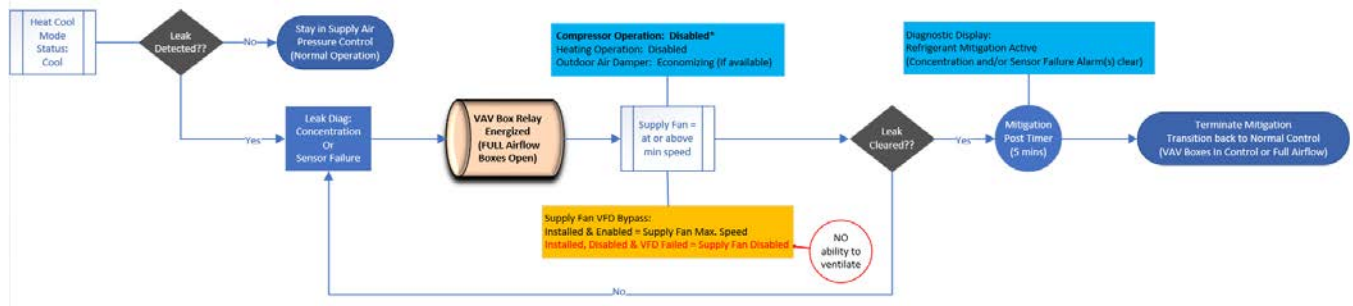 Heat Cool
Mode
Status:
Cool
Leak
Detected??
No
Stay in Supply Air
Pressure Control
(Normal Operation)
Yes
Leak Diag:
Concentration
Or
Sensor Failure
VAV Box Relay
Energized
(FULL Airflow
Boxes Open)
Compressor Operation: Disabled*
Heating Operation: Disabled
Outdoor Air Damper: Economizing (if available)
Supply Fan =
at or above
min speed
Supply Fan VFD Bypass:
Installed & Enabled = Supply Fan Max. Speed
Installed, Disabled & VFD Failed = Supply Fan Disabled
NO
ability to
ventilate
Leak
Cleared??
No
Yes
Diagnostic Display:
Refrigerant Mitigation Active
(Concentration and/or Sensor Failure Alarm(s) clear)
Mitigation
Post Timer
(5 mins)
Terminate Mitigation
Transition back to Normal Control
(VAV Boxes In Control or Full Airflow)